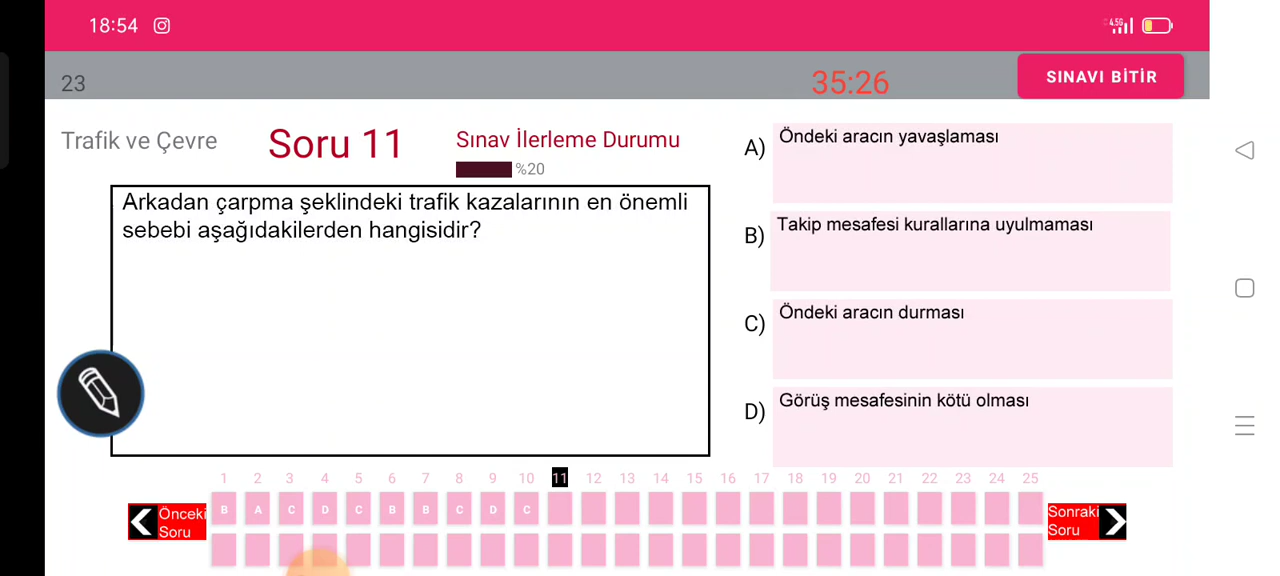 18:54
4.5G
23
35:26
SINAVI BİTİR
Trafik ve Çevre
Soru 11
Sınav İlerleme Durumu
%20
Arkadan çarpma şeklindeki trafik kazalarının en önemli
sebebi aşağıdakilerden hangisidir?
A) Öndeki aracın yavaşlaması
B) Takip mesafesi kurallarına uyulmaması
C) Öndeki aracın durması
D) Görüş mesafesinin kötü olması
1 2 3 4 5 6 7 8 9 10 11 12 13 14 15 16 17 18 19 20 21 22 23 24 25
B A C D C B B C D C
Önceki
Soru
Sonraki
Soru